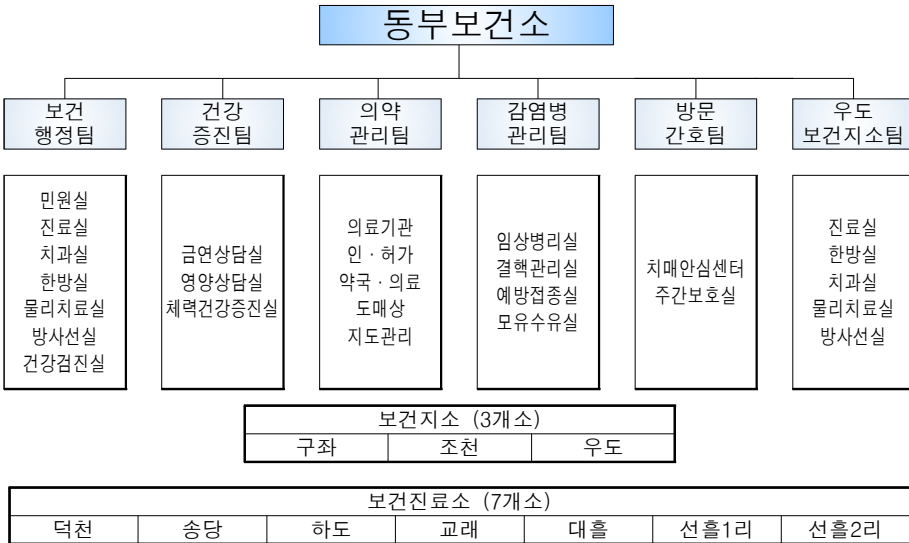 동부보건소
보건
행정팀
건강
증진팀
의약
관리팀
감염병
관리팀
방문
간호팀
우도
보건지소팀
민원실
진료실
치과실
한방실
물리치료실
방사선실
건강검진실
금연상담실
영양상담실
체력건강증진실
의료기관
인ㆍ허가
약국ㆍ의료
도매상
지도관리
임상병리실
결핵관리실
예방접종실
모유수유실
치매안심센터
주간보호실
진료실
한방실
치과실
물리치료실
방사선실
보건지소 (3개소)
구좌 조천 우도
보건진료소 (7개소)
덕천 송당 하도 교래 대흘 선흘1리 선흘2리